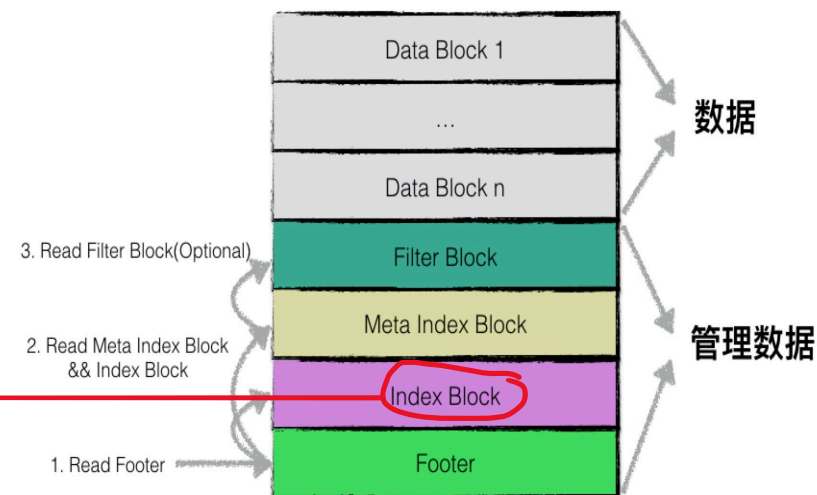 Data Block 1
...
数据
Data Block n
3. Read Filter Block(Optional)
Filter Block
Meta Index Block
管理数据
2. Read Meta Index Block
&& Index Block
Index Block
1. Read Footer
Footer